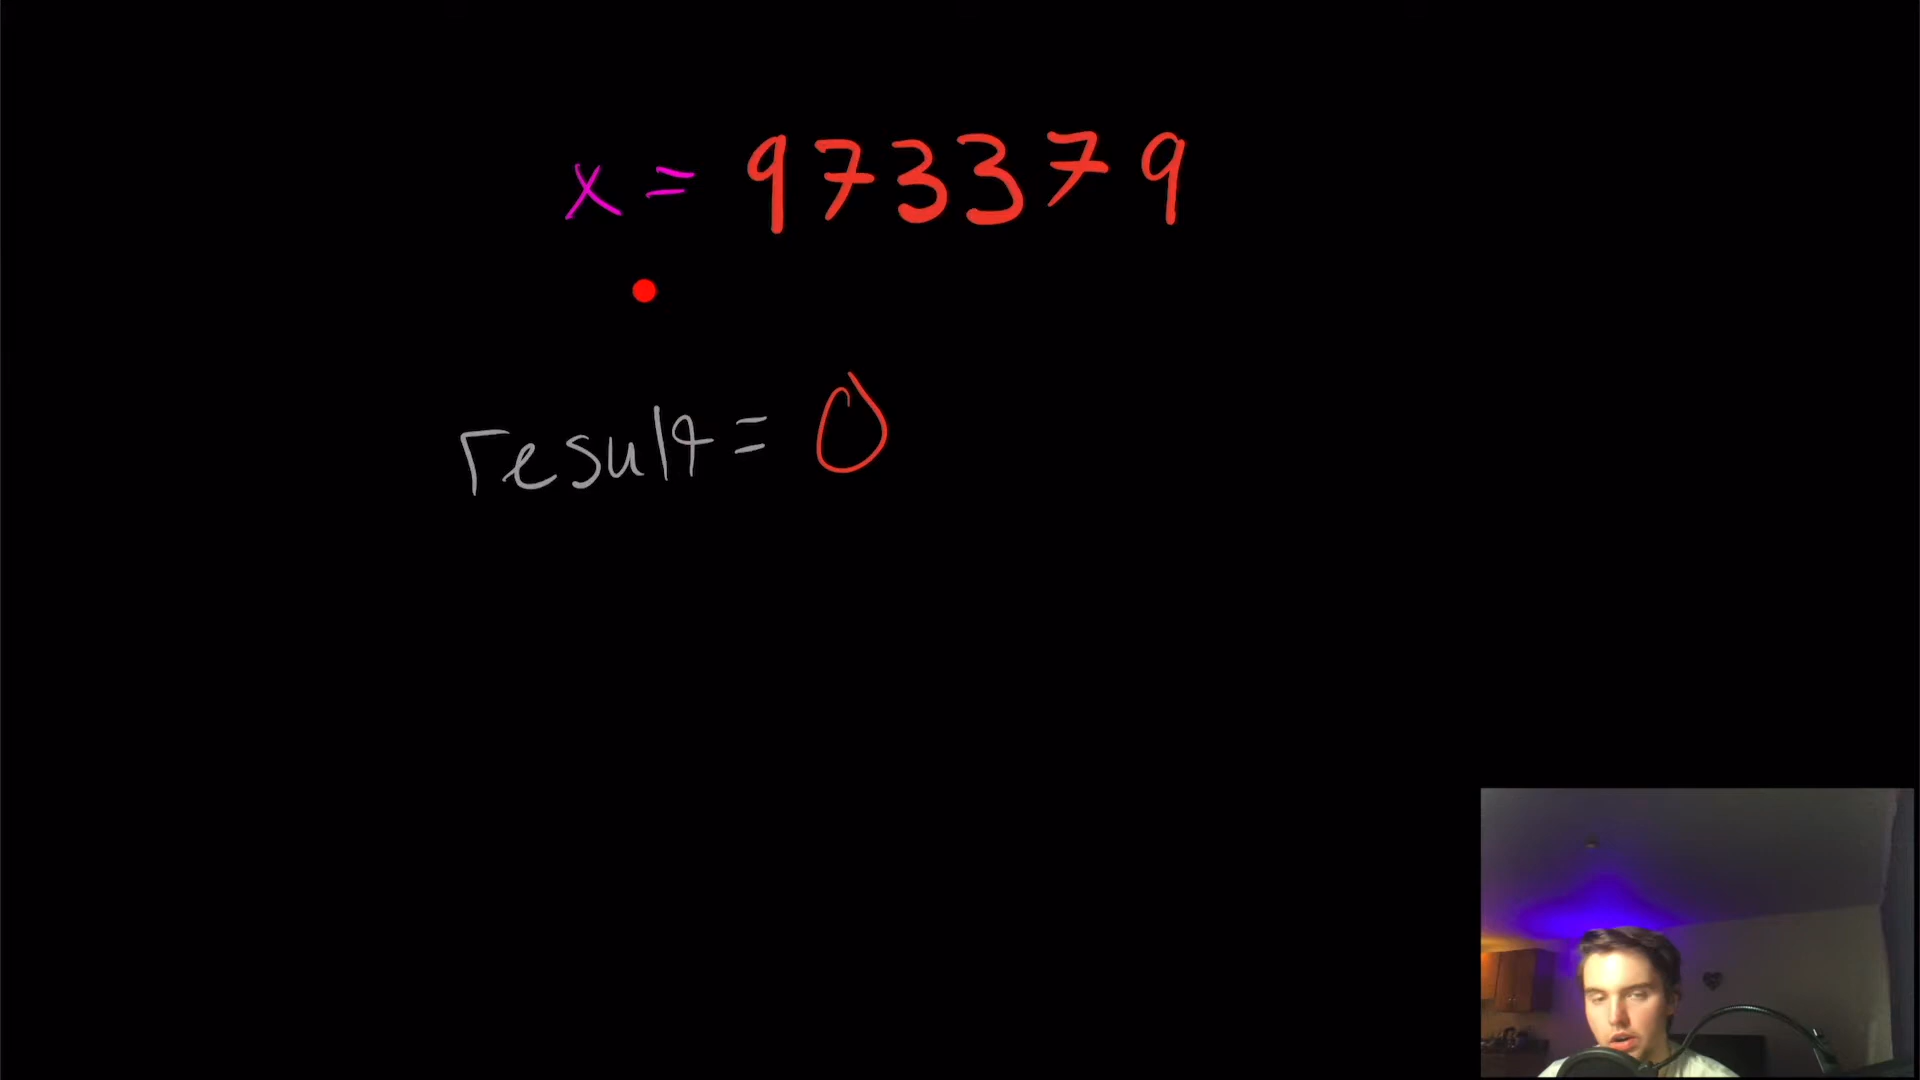 x = 973379
result = 0